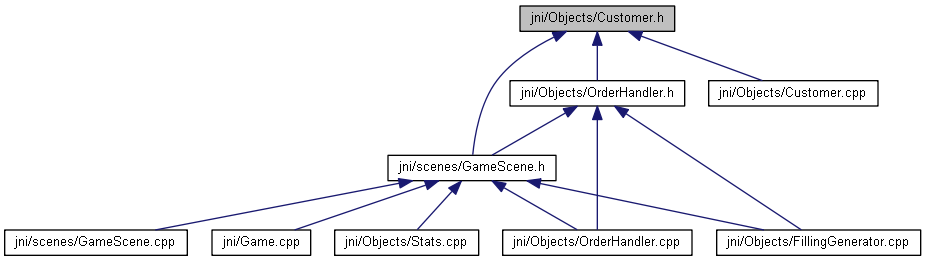 jni/Objects/Customer.h
jni/Objects/OrderHandler.h
jni/Objects/Customer.cpp
jni/scenes/GameScene.h
jni/scenes/GameScene.cpp
jni/Game.cpp
jni/Objects/Stats.cpp
jni/Objects/OrderHandler.cpp
jni/Objects/FillingGenerator.cpp